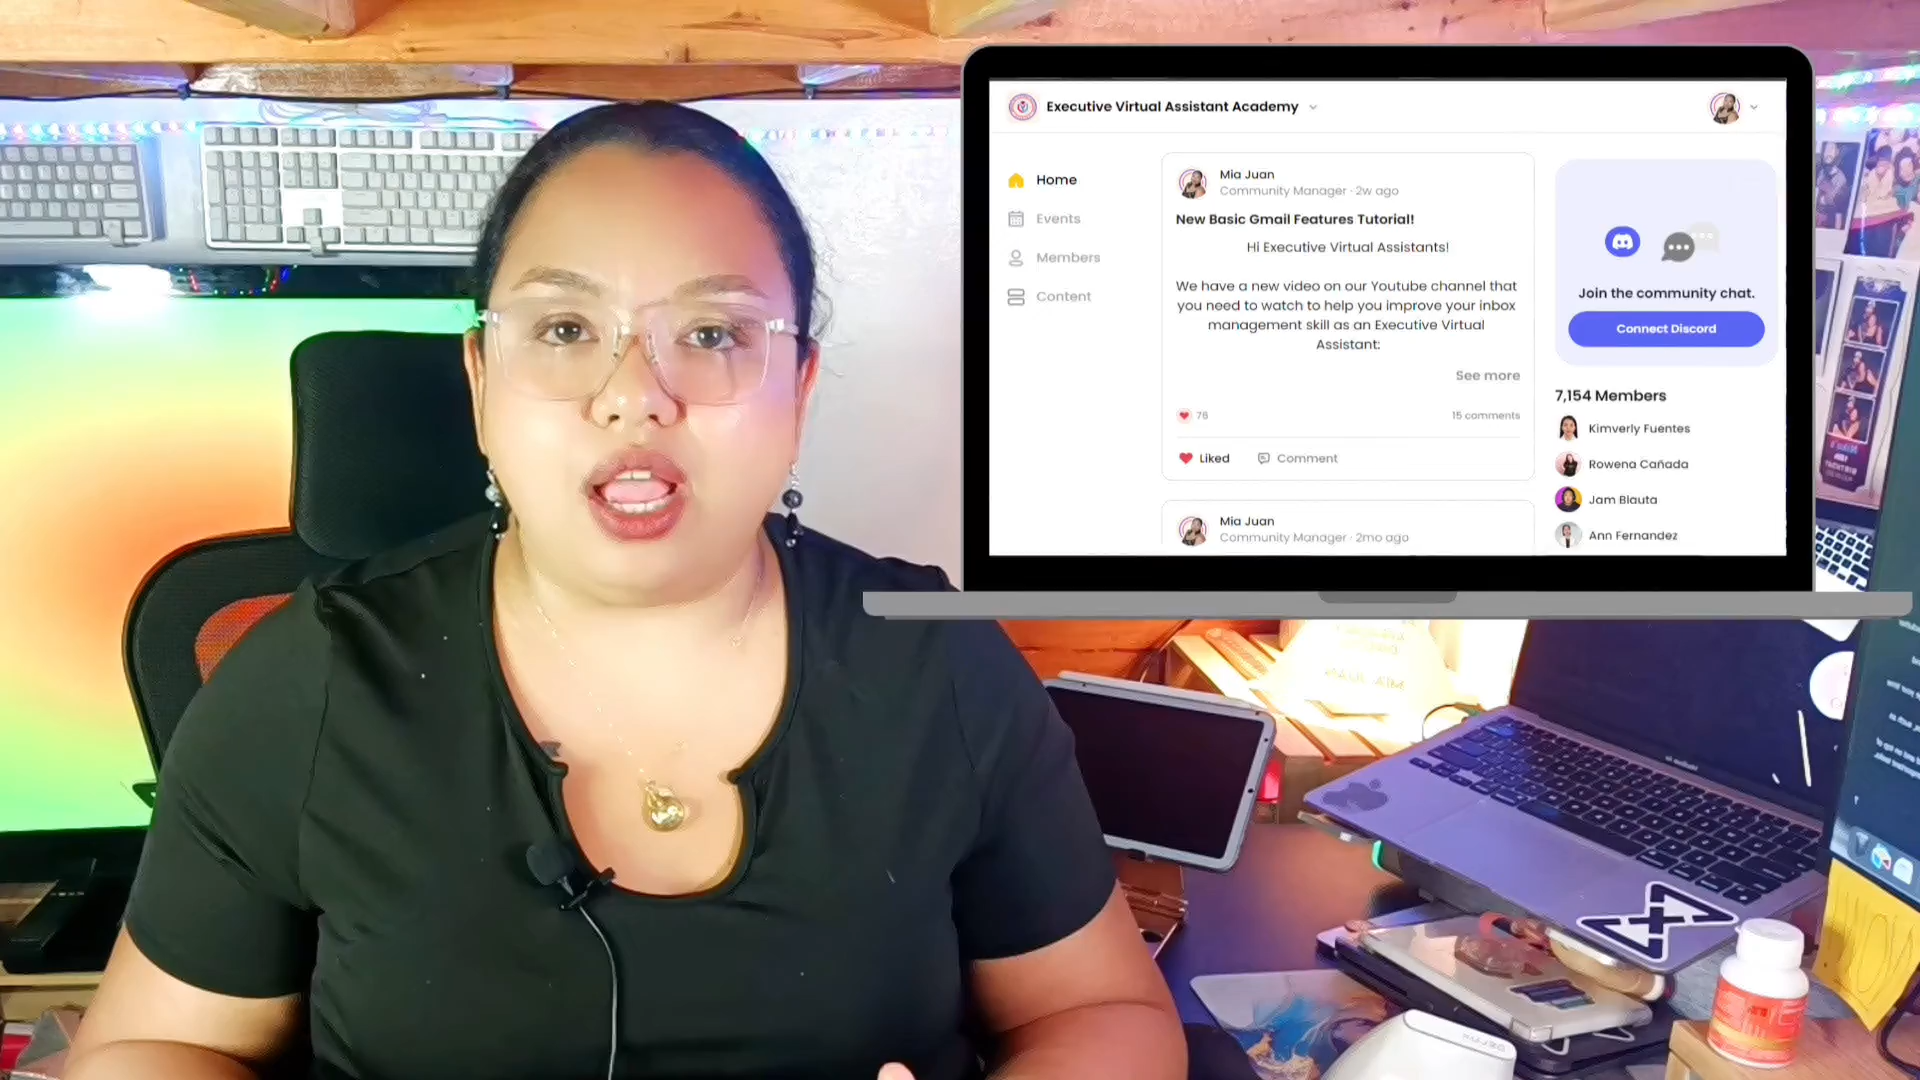 Executive Virtual Assistant Academy
Home
Events
Members
Content
Mia Juan
Community Manager · 2w ago
New Basic Gmail Features Tutorial!
Hi Executive Virtual Assistants!
We have a new video on our Youtube channel that
you need to watch to help you improve your inbox
management skill as an Executive Virtual
Assistant:
See more
76
15 comments
Liked
Comment
Mia Juan
Community Manager · 2mo ago
Join the community chat.
Connect Discord
7,154 Members
Kimverly Fuentes
Rowena Cañada
Jam Blauta
Ann Fernandez